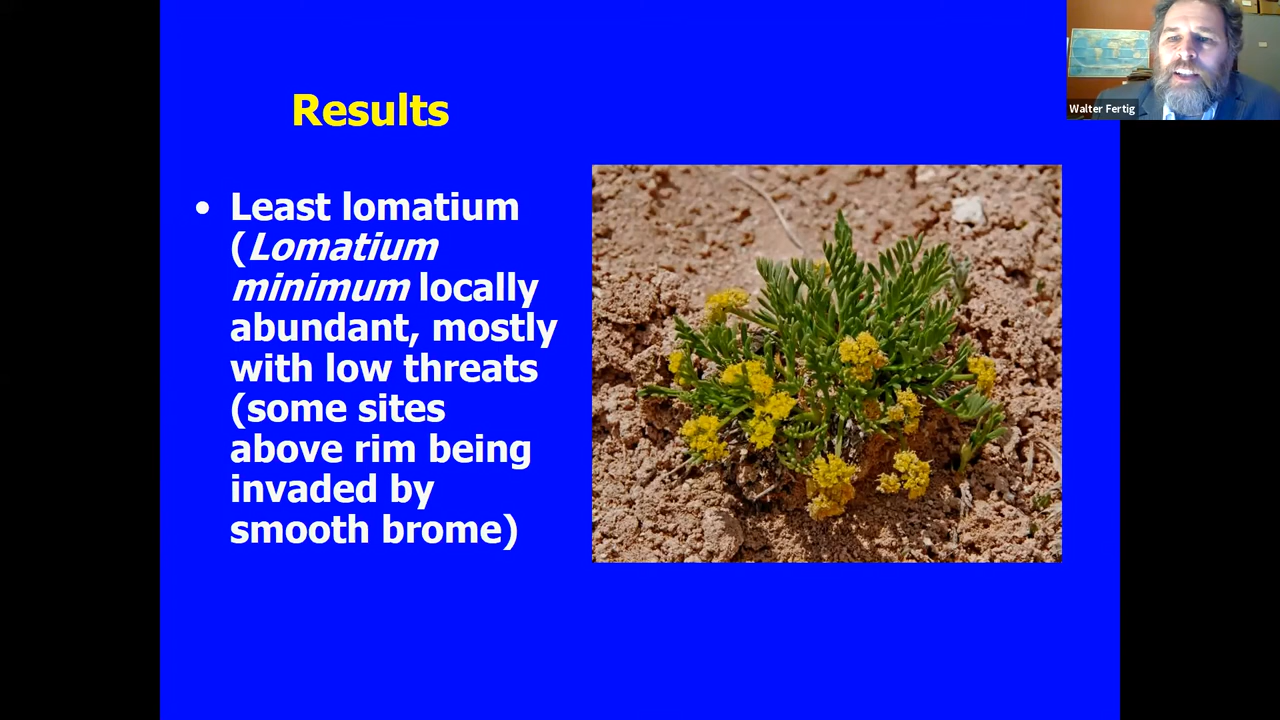 Walter Fertig
Results
• Least lomatium
(Lomatium
minimum locally
abundant, mostly
with low threats
(some sites
above rim being
invaded by
smooth brome)